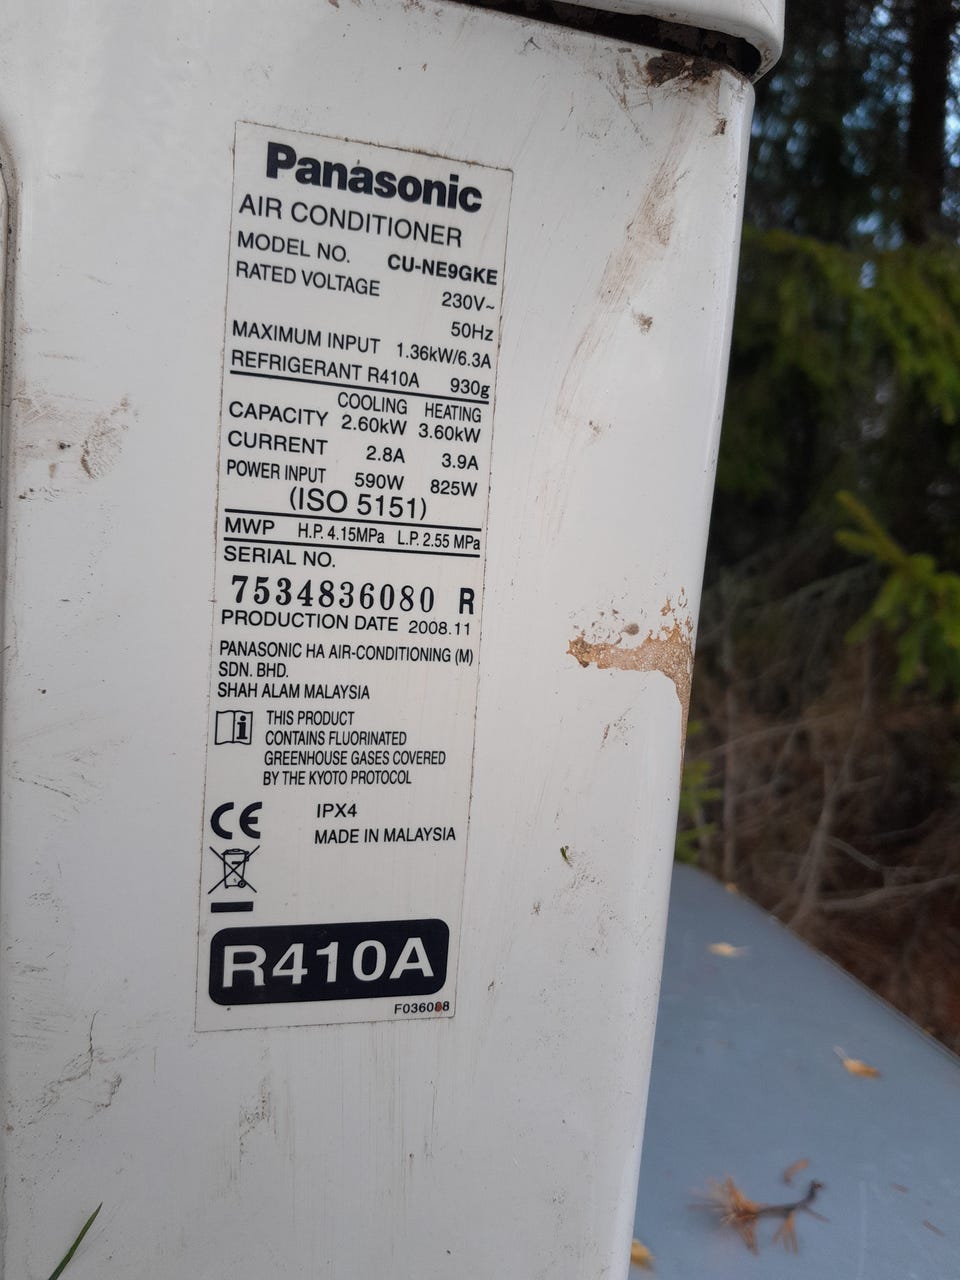 Panasonic
AIR CONDITIONER
MODEL NO. CU-NE9GKE
RATED VOLTAGE 230V~
50Hz
MAXIMUM INPUT 1.36kW/6.3A
REFRIGERANT R410A 930g
COOLING HEATING
CAPACITY 2.60kW 3.60kW
CURRENT 2.8A 3.9A
POWER INPUT 590W 825W
(ISO 5151)
MWP H.P. 4.15MPa L.P. 2.55 MPa
SERIAL NO.
7534836080 R
PRODUCTION DATE 2008.11
PANASONIC HA AIR-CONDITIONING (M)
SDN. BHD.
SHAH ALAM MALAYSIA
THIS PRODUCT
CONTAINS FLUORINATED
GREENHOUSE GASES COVERED
BY THE KYOTO PROTOCOL
CE IPX4
MADE IN MALAYSIA
R410A
F036088